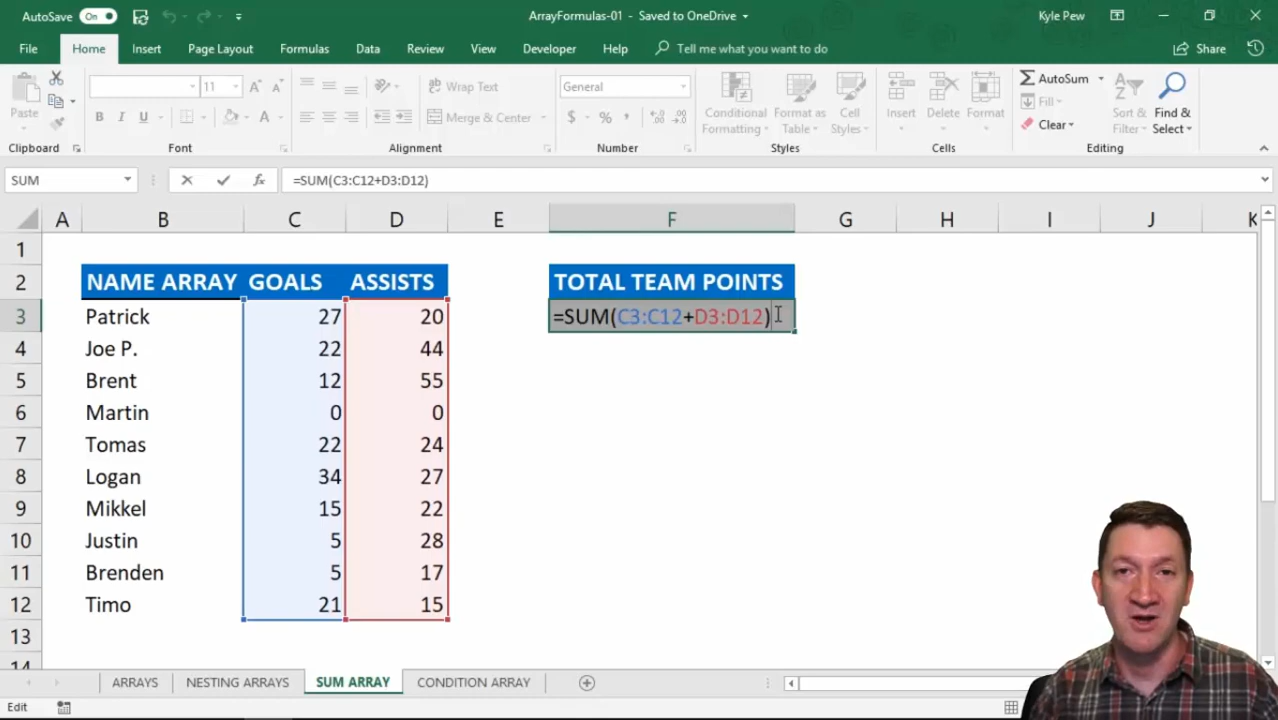 AutoSave On
ArrayFormulas-01 - Saved to OneDrive
Kyle Pew
File Home Insert Page Layout Formulas Data Review View Developer Help Tell me what you want to do Share
Paste
11
Wrap Text
General
Conditional Formatting
Format as Table
Cell Styles
Insert
Delete
Format
AutoSum
B I U
Merge & Center
$ % ,
Fill
Clear
Sort & Filter
Find & Select
Clipboard Font Alignment Number Styles Cells Editing
SUM fx =SUM(C3:C12+D3:D12)
A B C D E F G H I J K
1
2 NAME ARRAY GOALS ASSISTS TOTAL TEAM POINTS
3 Patrick 27 20 =SUM(C3:C12+D3:D12)
4 Joe P. 22 44
5 Brent 12 55
6 Martin 0 0
7 Tomas 22 24
8 Logan 34 27
9 Mikkel 15 22
10 Justin 5 28
11 Brenden 5 17
12 Timo 21 15
13
14
ARRAYS NESTING ARRAYS SUM ARRAY CONDITION ARRAY
Edit